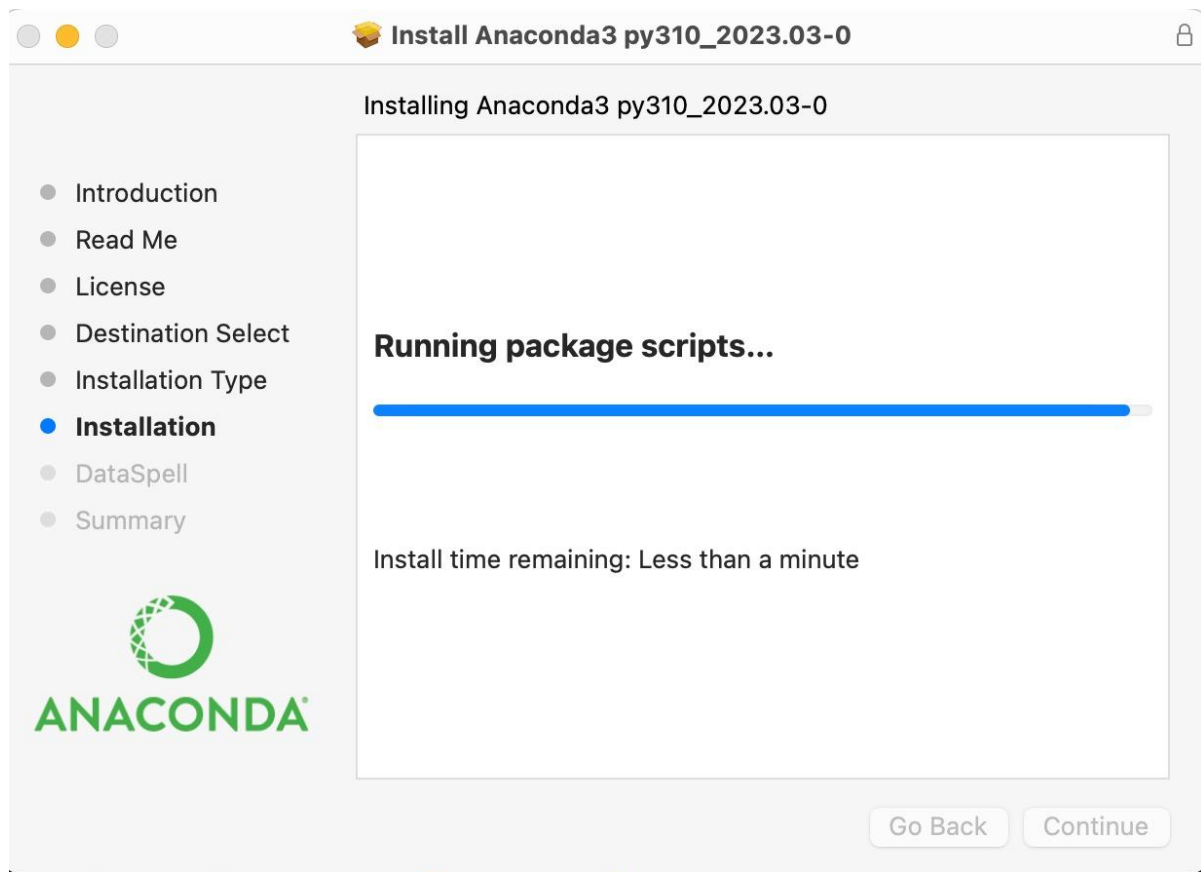 Install Anaconda3 py310_2023.03-0
Installing Anaconda3 py310_2023.03-0
Introduction
Read Me
License
Destination Select
Installation Type
Installation
DataSpell
Summary
Running package scripts...
Install time remaining: Less than a minute
ANACONDA®
Go Back
Continue